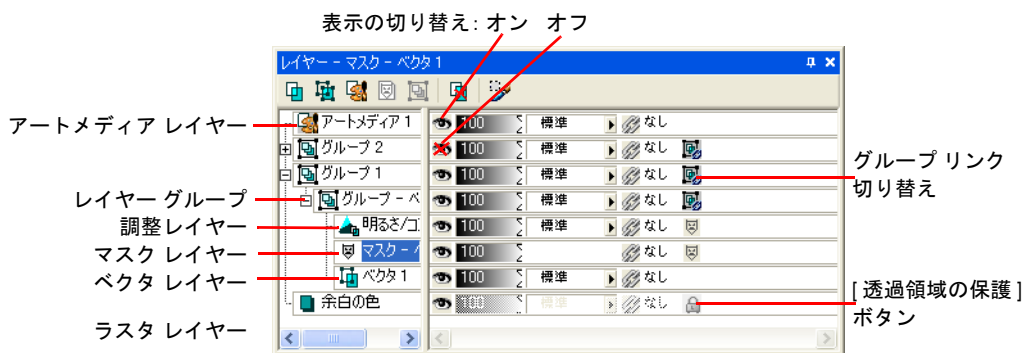 表示の切り替え: オン オフ
レイヤー - マスク - ベクタ 1
アートメディア レイヤー
アートメディア 1 100 標準 なし
グループ 2 100 標準 なし
グループ 1 100 標準 なし
グループ リンク
切り替え
レイヤー グループ
グループ - ベ 100 標準 なし
調整レイヤー
明るさ/コ 100 標準 なし
マスク レイヤー
マスク - ベ 100 なし
ベクタ レイヤー
ベクタ 1 100 標準 なし
余白の色 100 標準 なし
[ 透過領域の保護 ]
ボタン
ラスタ レイヤー